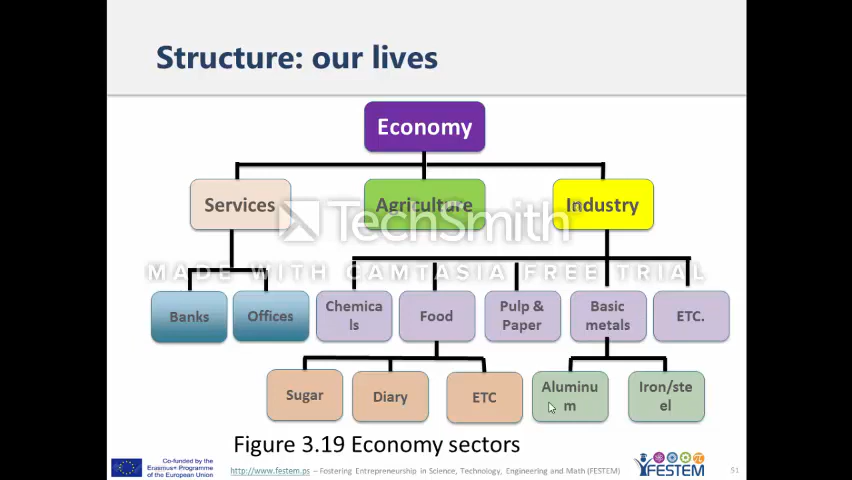 Structure: our lives
Economy
Services
Agriculture
Industry
TechSmith
MADE WITH CAMTASIA FREE TRIAL
Banks
Offices
Chemica
ls
Food
Pulp &
Paper
Basic
metals
ETC.
Sugar
Diary
ETC
Aluminu
m
Iron/ste
el
Figure 3.19 Economy sectors
Co-funded by the
Erasmus+ Programme
of the European Union
http://www.festem.ps – Fostering Entrepreneurship in Science, Technology, Engineering and Math (FESTEM)
FESTEM
51